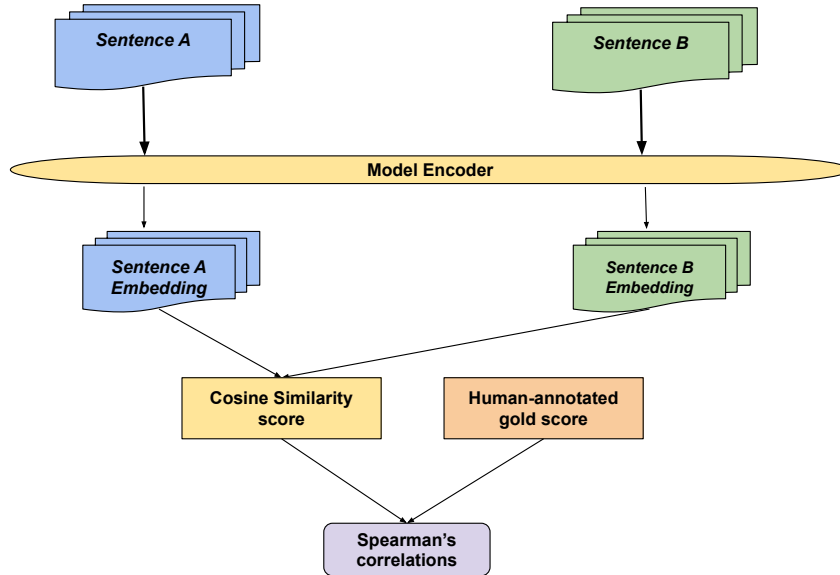 Sentence A
Sentence B
Model Encoder
Sentence A
Embedding
Sentence B
Embedding
Cosine Similarity
score
Human-annotated
gold score
Spearman's
correlations